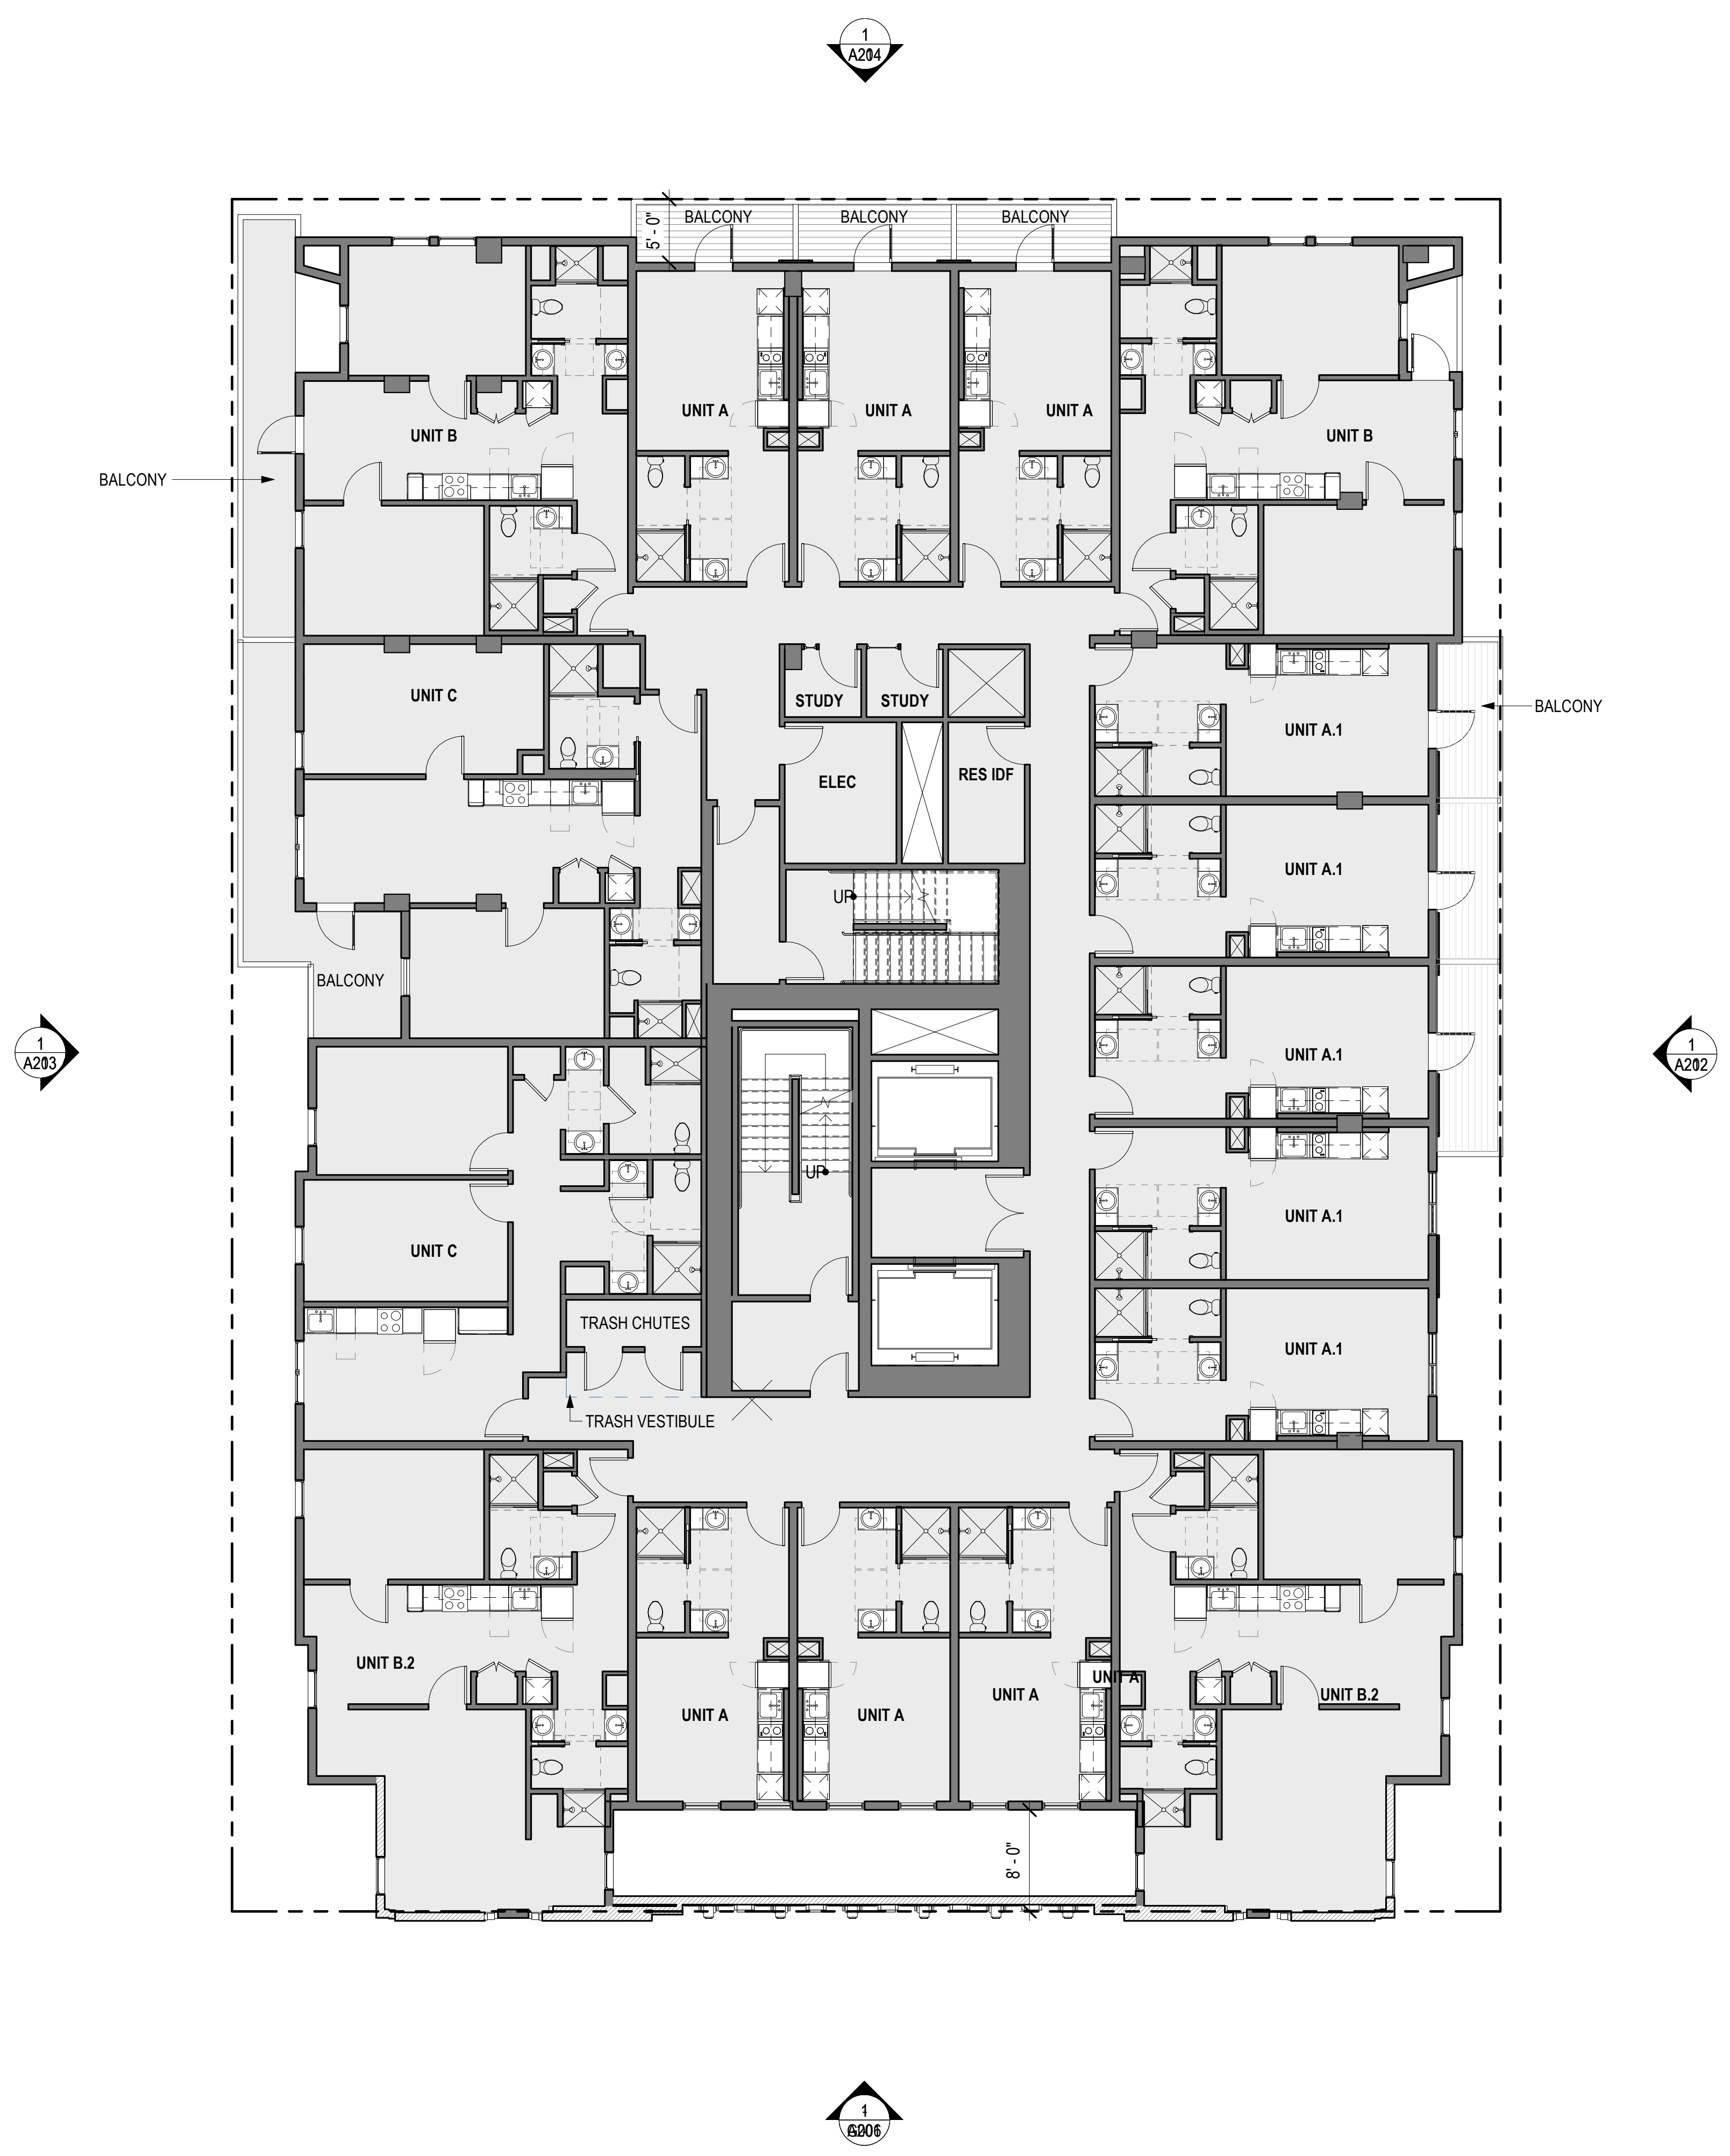 1
A204
BALCONY
BALCONY
BALCONY
5' - 0"
UNIT A
UNIT A
UNIT A
UNIT B
UNIT B
BALCONY
UNIT C
STUDY
STUDY
BALCONY
UNIT A.1
ELEC
RES IDF
UNIT A.1
UP
BALCONY
1
A203
1
A202
UNIT A.1
UP
UNIT A.1
UNIT C
TRASH CHUTES
UNIT A.1
TRASH VESTIBULE
UNIT B.2
UNIT A
UNIT A
UNIT B.2
UNIT A
UNIT A
8' - 0"
1